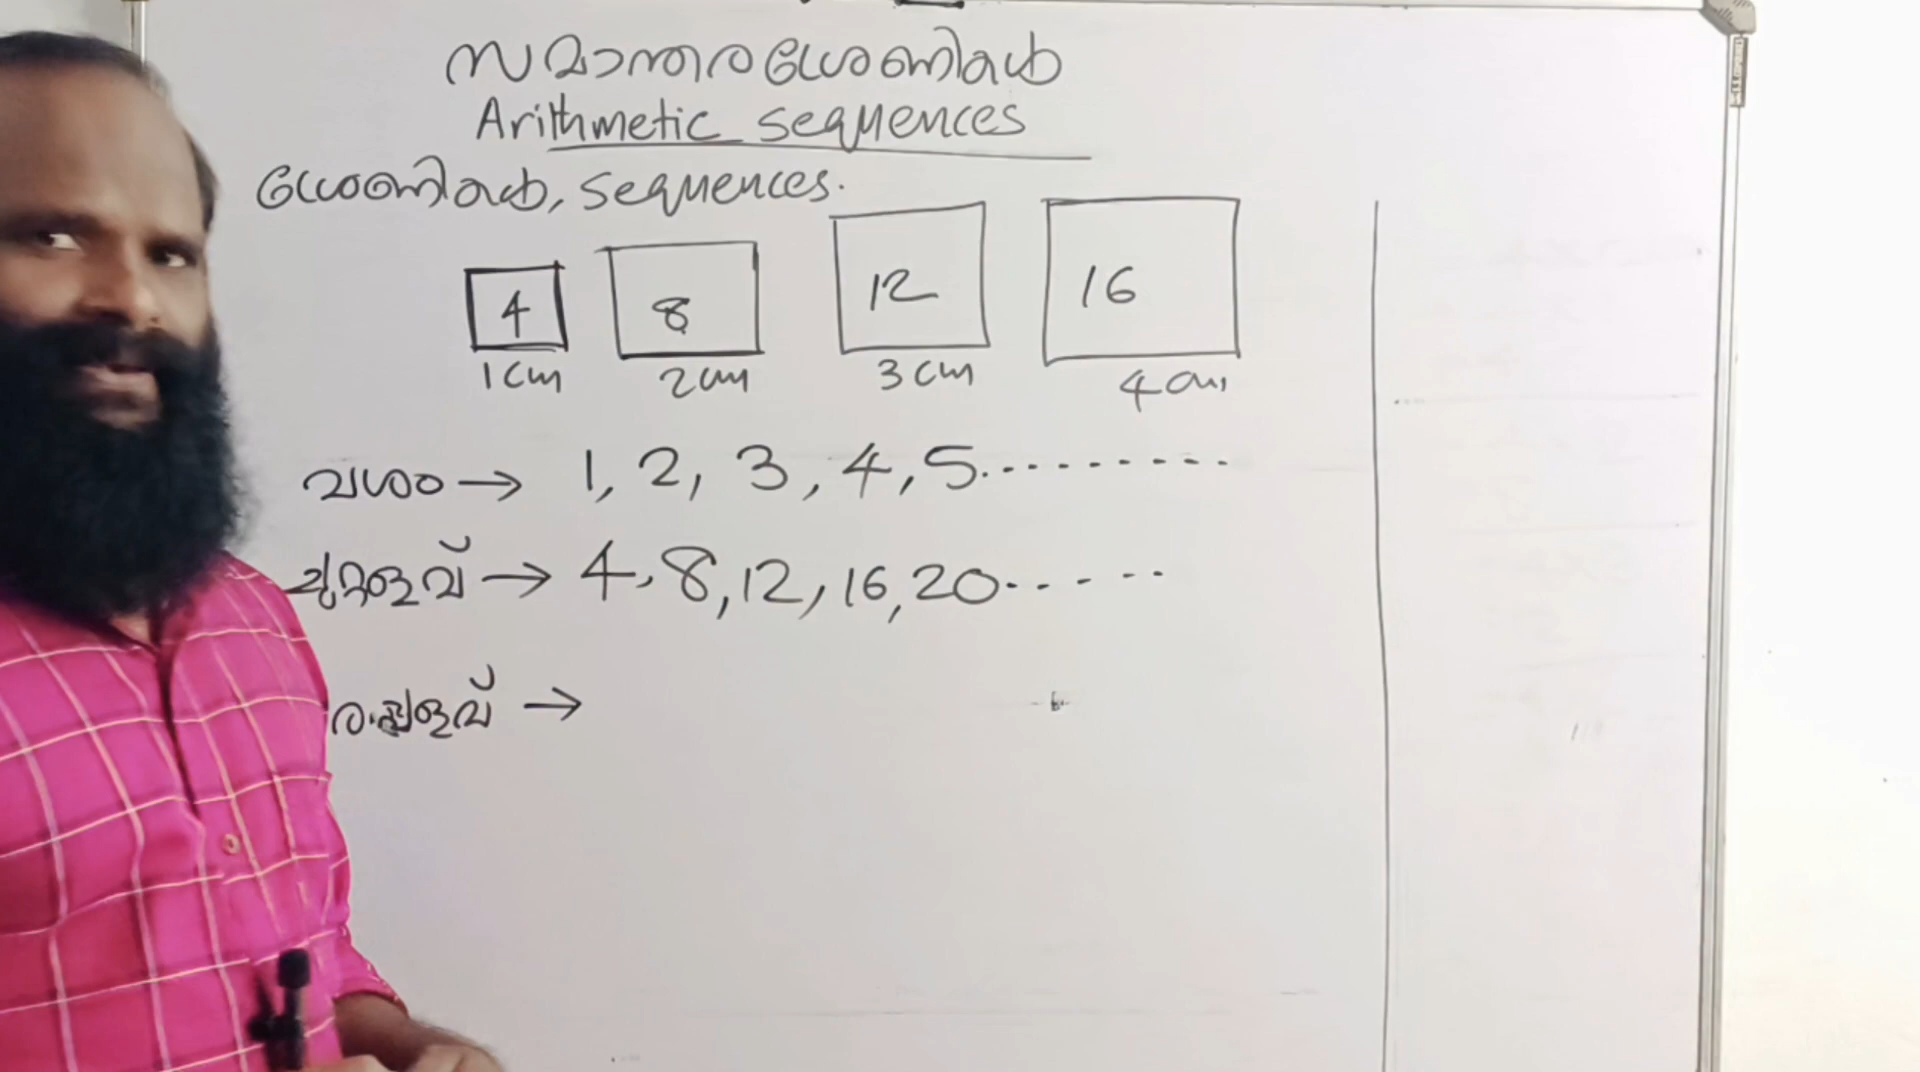 സമാന്തരശ്രേണികൾ
Arithmetic sequences
ശ്രേണികൾ, sequences.
4 8 12 16
1cm 2cm 3cm 4cm
വശം → 1, 2, 3, 4, 5.........
ചുറ്റളവ് → 4, 8, 12, 16, 20.....
പരപ്പളവ് →